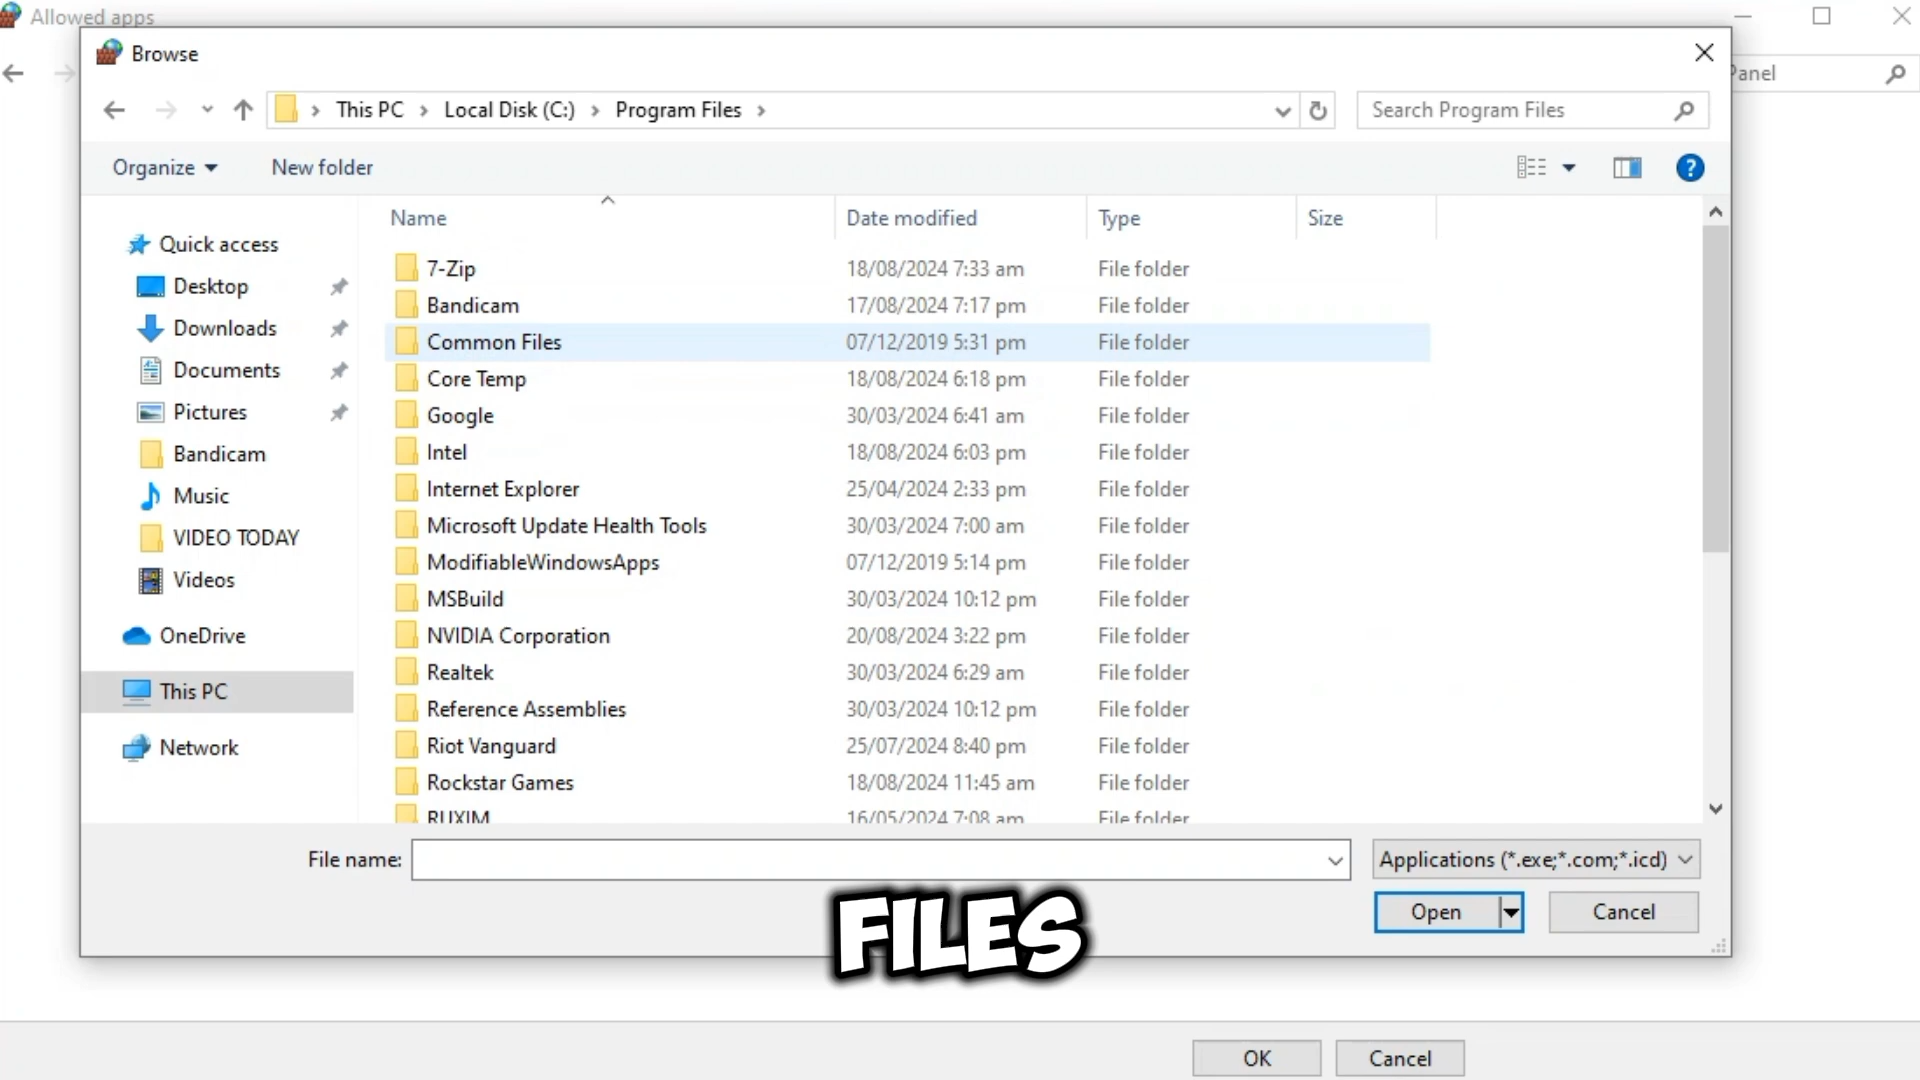 Allowed apps
Browse
Panel
This PC Local Disk (C:) Program Files
Search Program Files
Organize New folder
?
Name Date modified Type Size
Quick access
Desktop
Downloads
Documents
Pictures
Bandicam
Music
VIDEO TODAY
Videos
OneDrive
This PC
Network
7-Zip 18/08/2024 7:33 am File folder
Bandicam 17/08/2024 7:17 pm File folder
Common Files 07/12/2019 5:31 pm File folder
Core Temp 18/08/2024 6:18 pm File folder
Google 30/03/2024 6:41 am File folder
Intel 18/08/2024 6:03 pm File folder
Internet Explorer 25/04/2024 2:33 pm File folder
Microsoft Update Health Tools 30/03/2024 7:00 am File folder
ModifiableWindowsApps 07/12/2019 5:14 pm File folder
MSBuild 30/03/2024 10:12 pm File folder
NVIDIA Corporation 20/08/2024 3:22 pm File folder
Realtek 30/03/2024 6:29 am File folder
Reference Assemblies 30/03/2024 10:12 pm File folder
Riot Vanguard 25/07/2024 8:40 pm File folder
Rockstar Games 18/08/2024 11:45 am File folder
RUXIM 16/05/2024 7:08 am File folder
File name: Applications (*.exe;*.com;*.icd)
Open Cancel
FILES
OK Cancel